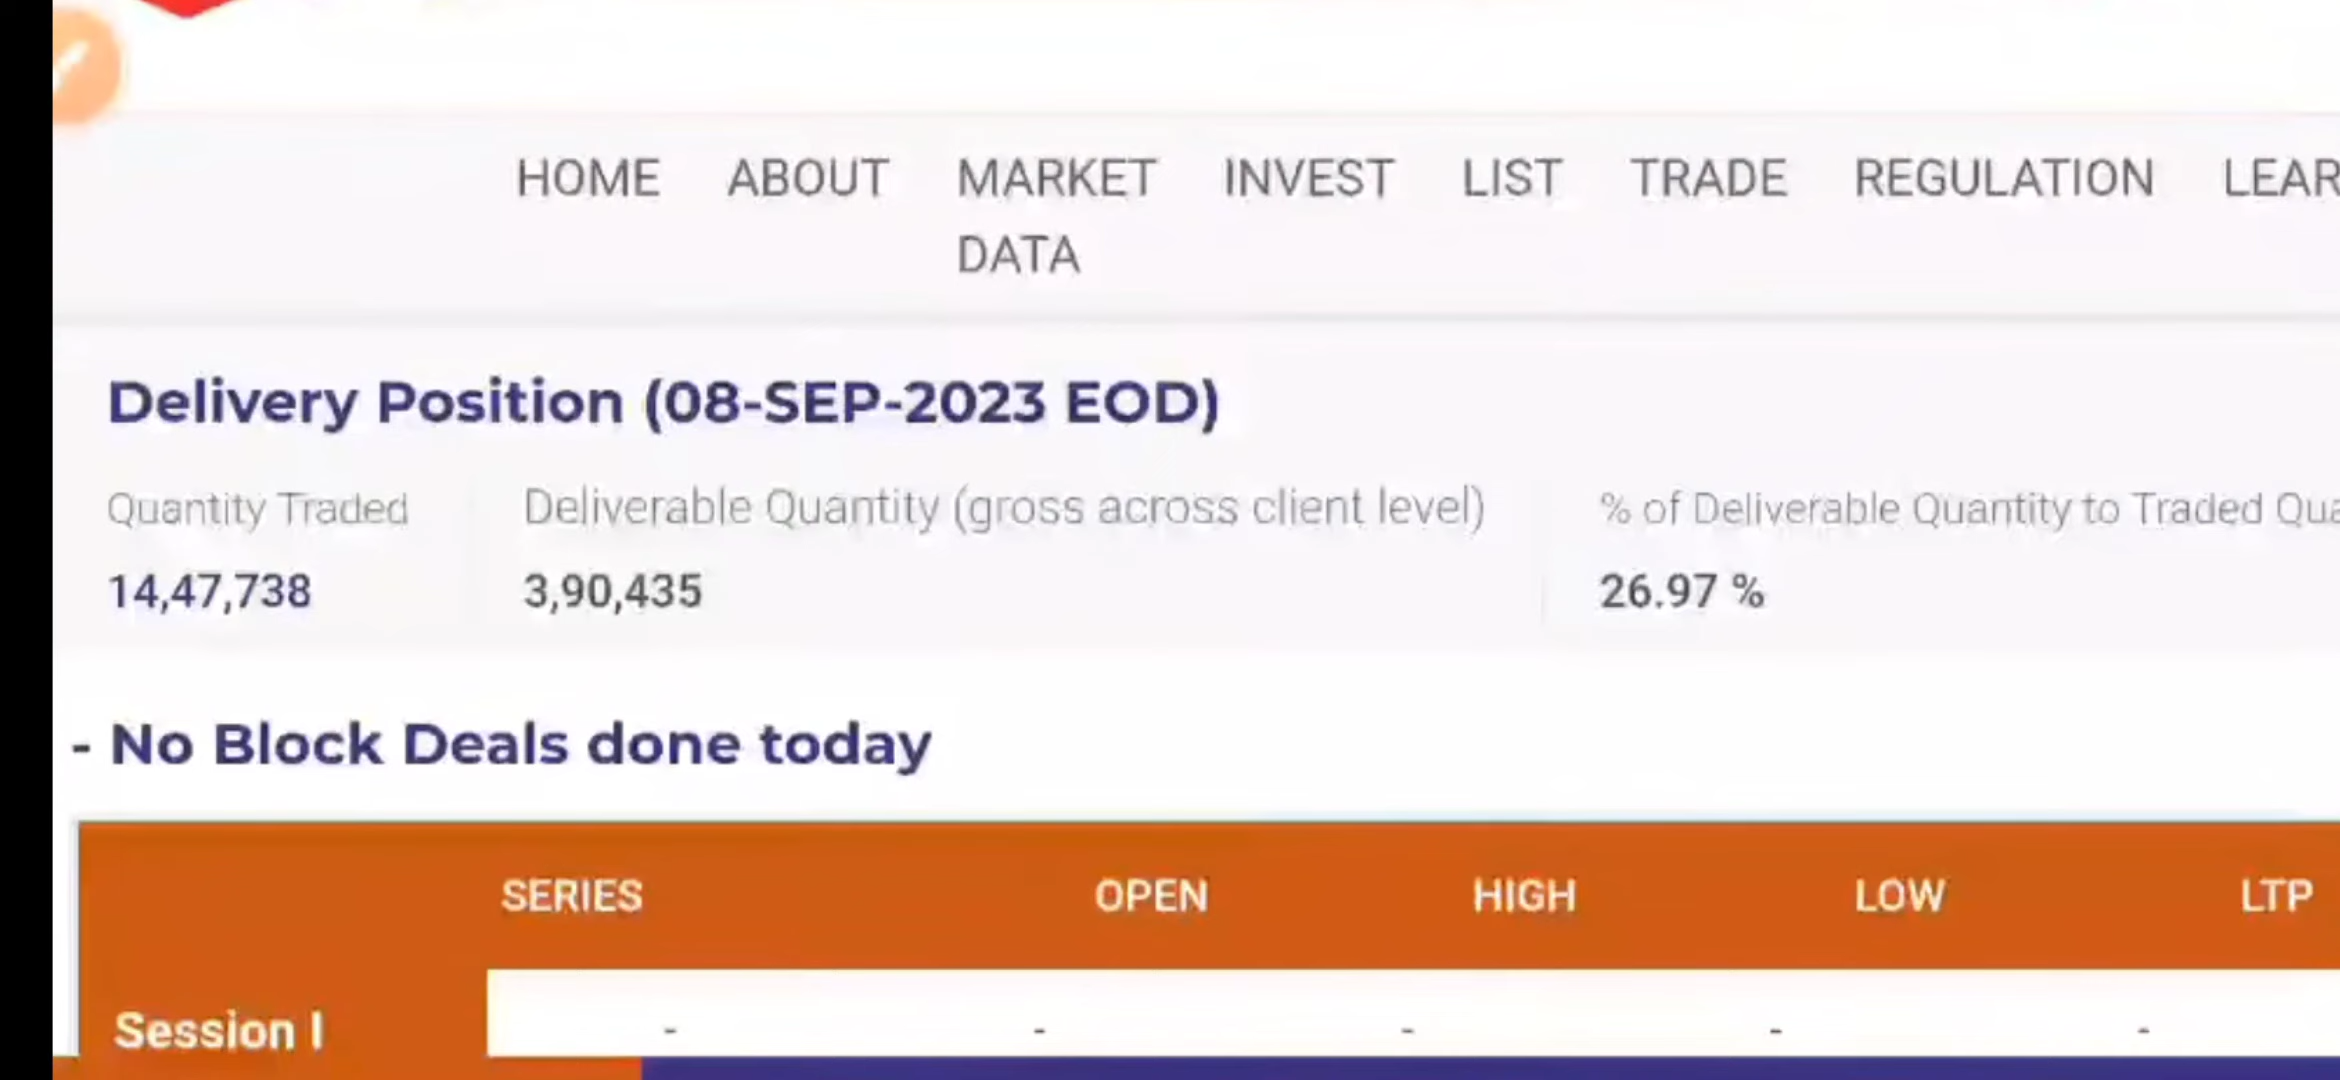 HOME ABOUT MARKET DATA INVEST LIST TRADE REGULATION LEAR
Delivery Position (08-SEP-2023 EOD)
Quantity Traded Deliverable Quantity (gross across client level) % of Deliverable Quantity to Traded Qua
14,47,738 3,90,435 26.97 %
- No Block Deals done today
SERIES OPEN HIGH LOW LTP
Session I - - - - -